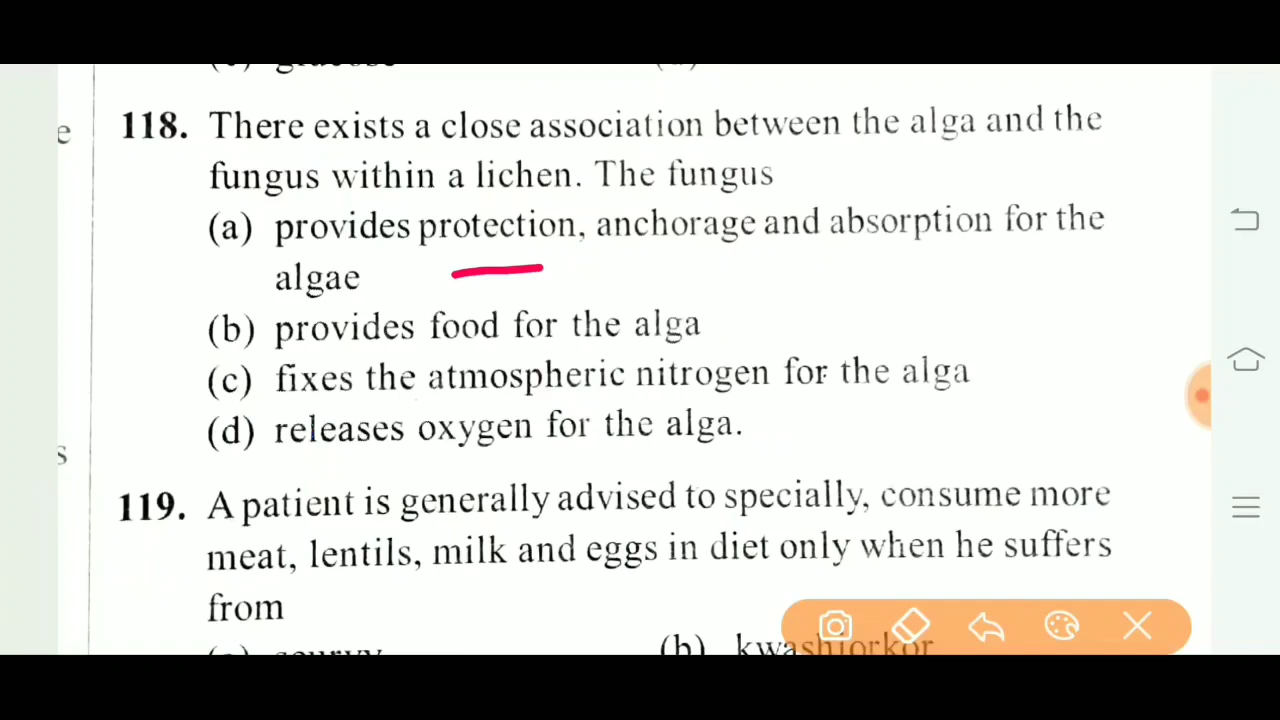 e
118. There exists a close association between the alga and the
fungus within a lichen. The fungus
(a) provides protection, anchorage and absorption for the
algae
(b) provides food for the alga
(c) fixes the atmospheric nitrogen for the alga
(d) releases oxygen for the alga.
s
119. A patient is generally advised to specially, consume more
meat, lentils, milk and eggs in diet only when he suffers
from
(b) kwashiorkor